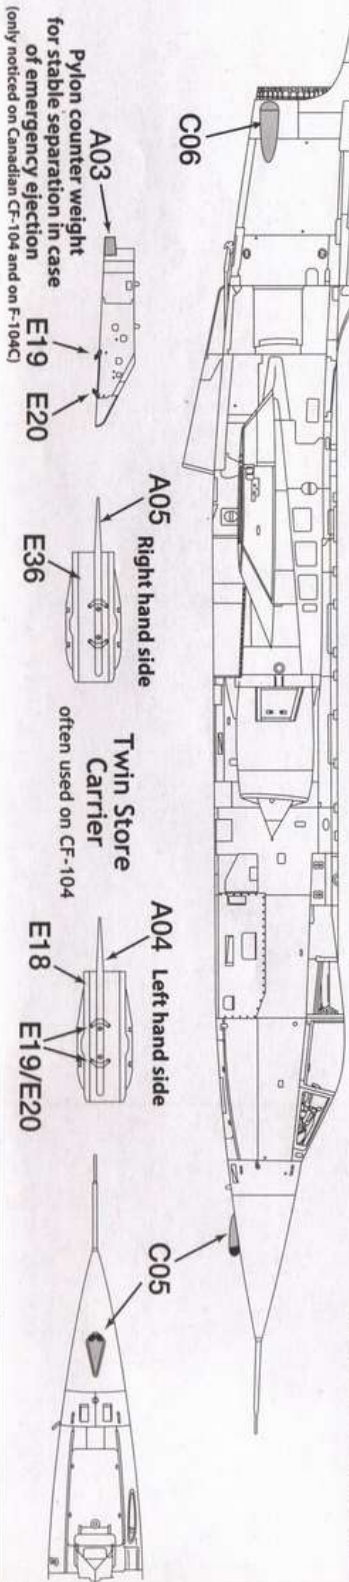 C06
A03
Pylon counter weight
for stable separation in case
of emergency ejection
(only noticed on Canadian CF-104 and on F-104C)
E19 E20
A05 Right hand side
E36
Twin Store
Carrier
often used on CF-104
A04 Left hand side
E18
E19/E20
C05